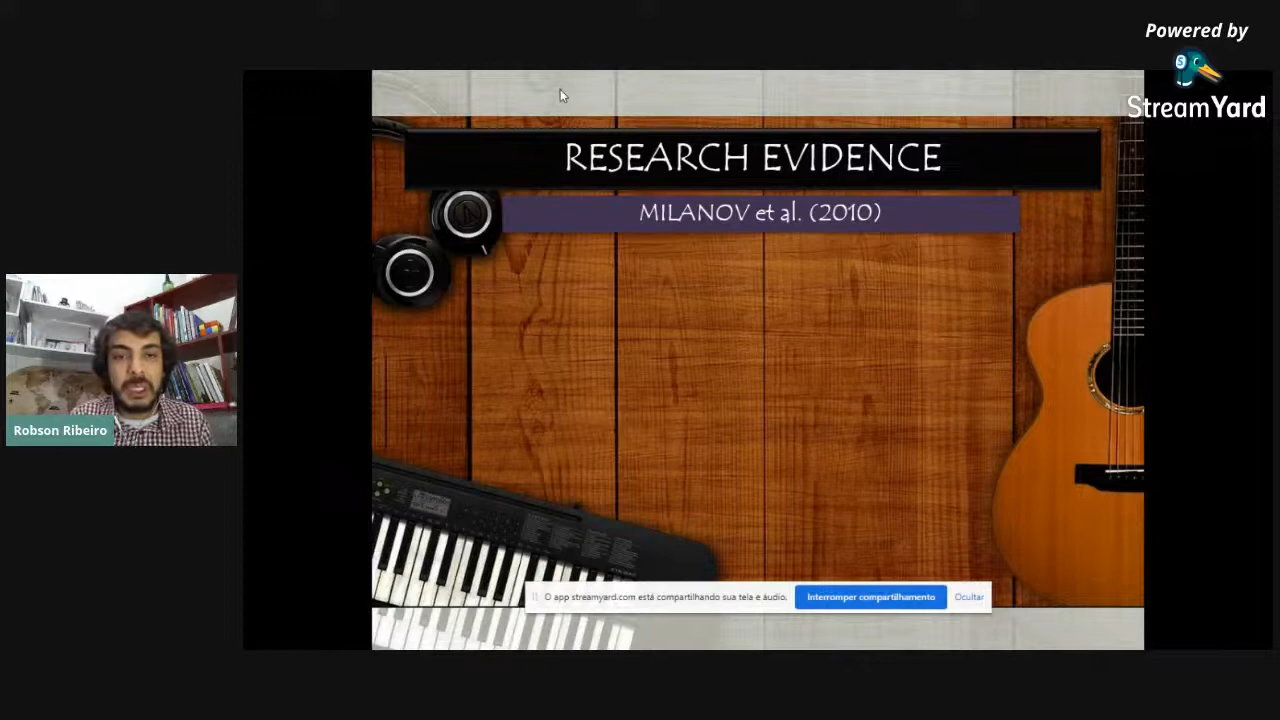 Powered by
StreamYard
RESEARCH EVIDENCE
MILANOV et al. (2010)
Robson Ribeiro
O app streamyard.com está compartilhando sua tela e áudio.
Interromper compartilhamento
Ocultar